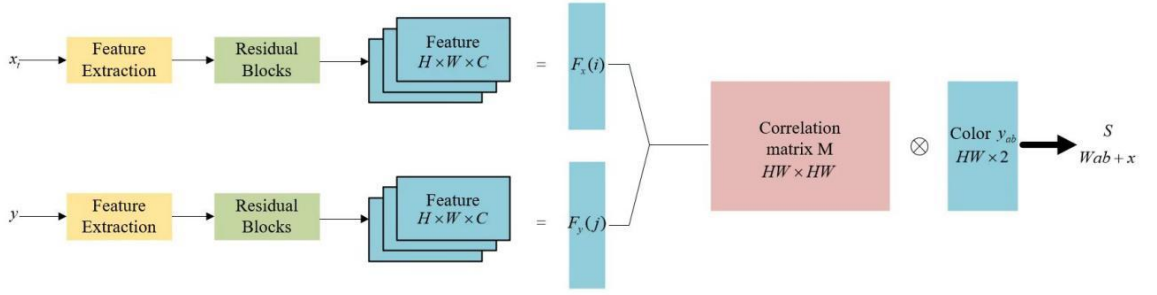 x_t
Feature
Extraction
Residual
Blocks
Feature
H×W×C
=
F_x(i)
Correlation
matrix M
HW×HW
⊗
Color y_ab
HW×2
S
Wab+x
y
Feature
Extraction
Residual
Blocks
Feature
H×W×C
=
F_y(j)